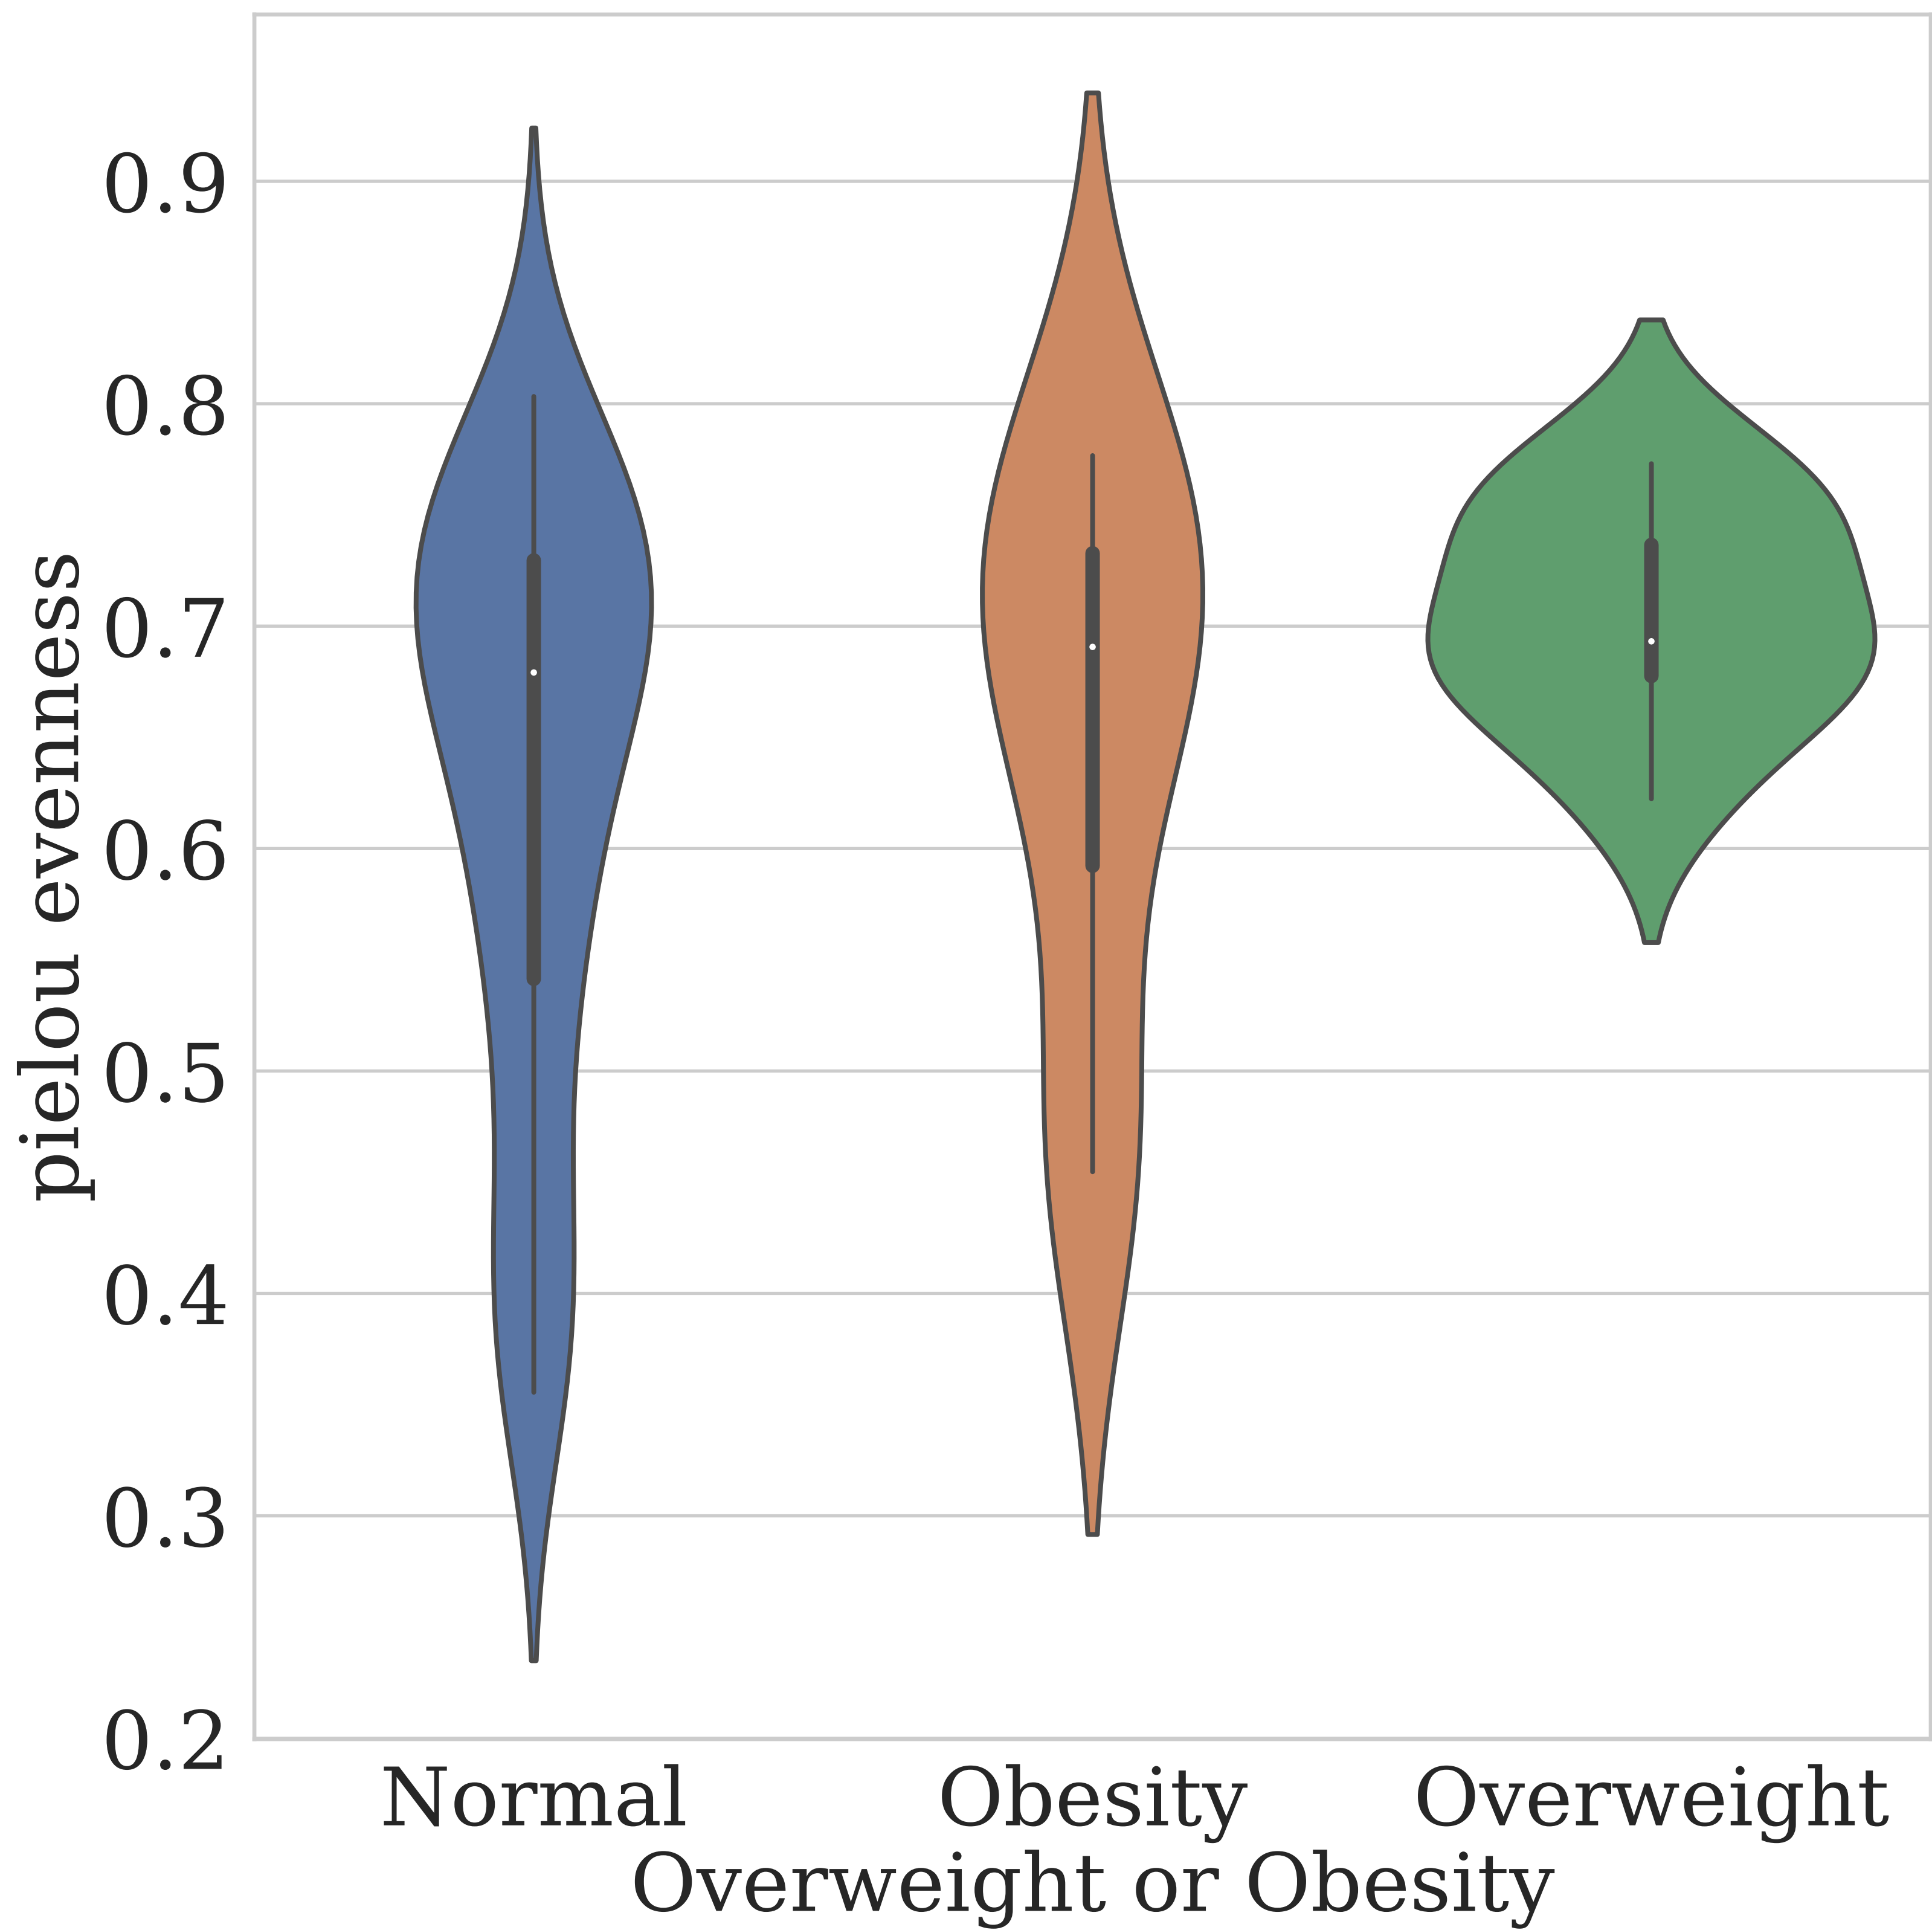 pielou evenness
0.9
0.8
0.7
0.6
0.5
0.4
0.3
0.2
Normal Obesity Overweight
Overweight or Obesity